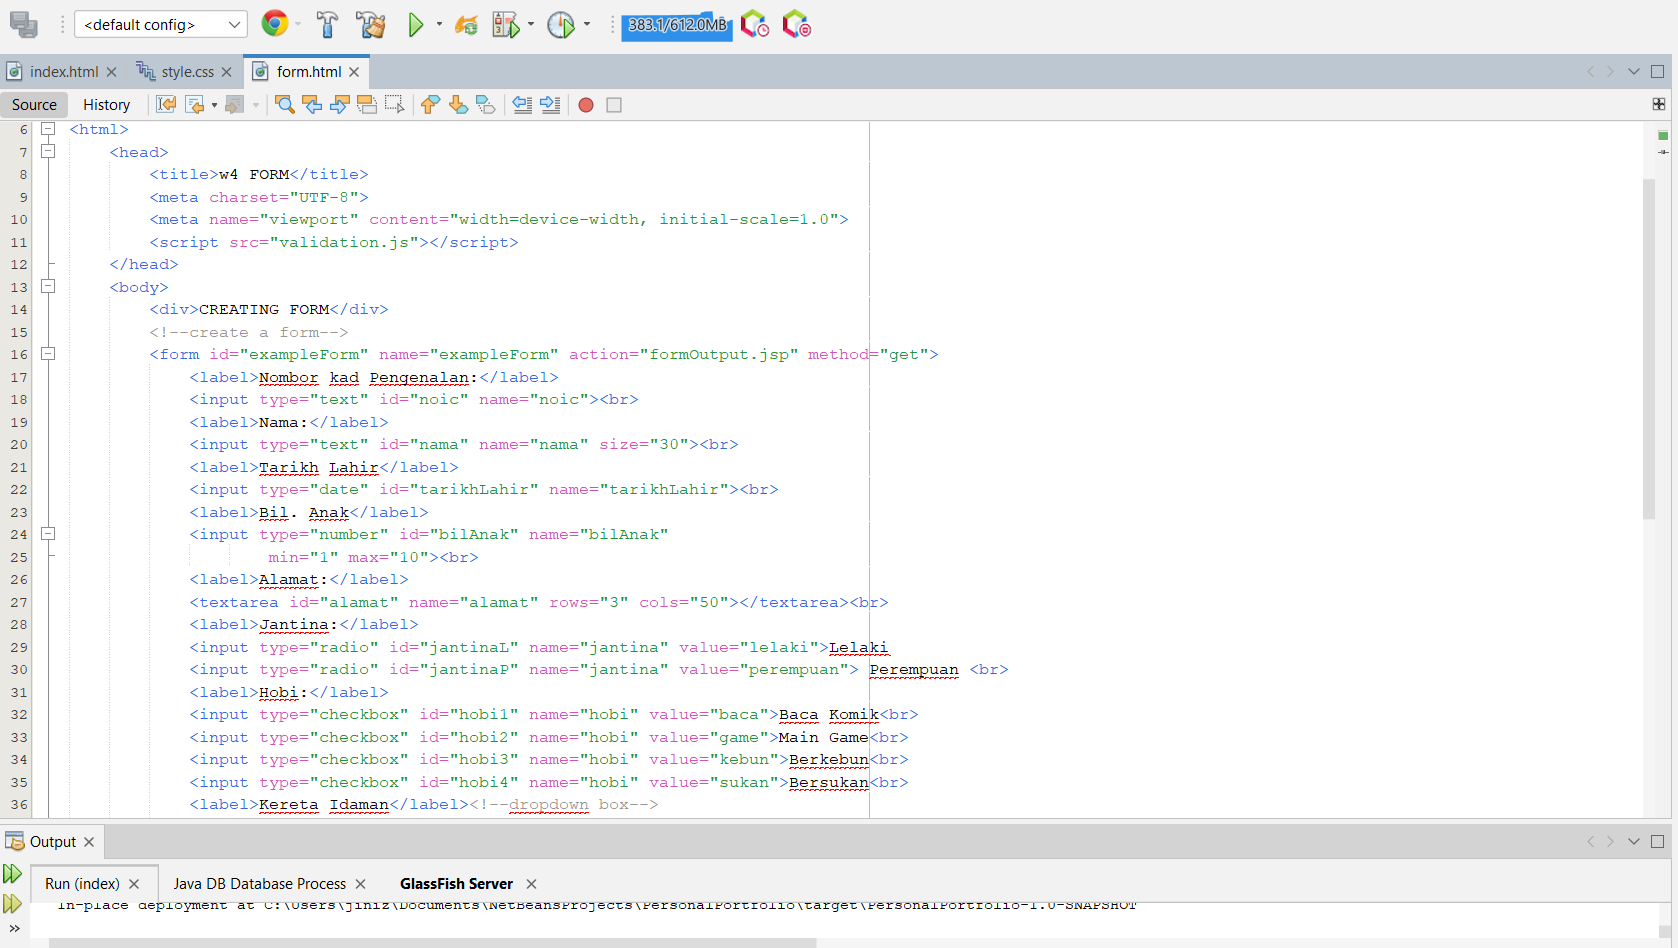 <default config>
383.1/612.0MB
index.html style.css form.html
Source History
6 <html>
7 <head>
8 <title>w4 FORM</title>
9 <meta charset="UTF-8">
10 <meta name="viewport" content="width=device-width, initial-scale=1.0">
11 <script src="validation.js"></script>
12 </head>
13 <body>
14 <div>CREATING FORM</div>
15 <!--create a form-->
16 <form id="exampleForm" name="exampleForm" action="formOutput.jsp" method="get">
17 <label>Nombor kad Pengenalan:</label>
18 <input type="text" id="noic" name="noic"><br>
19 <label>Nama:</label>
20 <input type="text" id="nama" name="nama" size="30"><br>
21 <label>Tarikh Lahir</label>
22 <input type="date" id="tarikhLahir" name="tarikhLahir"><br>
23 <label>Bil. Anak</label>
24 <input type="number" id="bilAnak" name="bilAnak"
25 min="1" max="10"><br>
26 <label>Alamat:</label>
27 <textarea id="alamat" name="alamat" rows="3" cols="50"></textarea><br>
28 <label>Jantina:</label>
29 <input type="radio" id="jantinaL" name="jantina" value="lelaki">Lelaki
30 <input type="radio" id="jantinaP" name="jantina" value="perempuan"> Perempuan <br>
31 <label>Hobi:</label>
32 <input type="checkbox" id="hobi1" name="hobi" value="baca">Baca Komik<br>
33 <input type="checkbox" id="hobi2" name="hobi" value="game">Main Game<br>
34 <input type="checkbox" id="hobi3" name="hobi" value="kebun">Berkebun<br>
35 <input type="checkbox" id="hobi4" name="hobi" value="sukan">Bersukan<br>
36 <label>Kereta Idaman</label><!--dropdown box-->
Output
Run (index) Java DB Database Process GlassFish Server
In-place deployment at C:\Users\jiniz\Documents\NetBeansProjects\PersonalPortfolio\target\PersonalPortfolio-1.0-SNAPSHOT